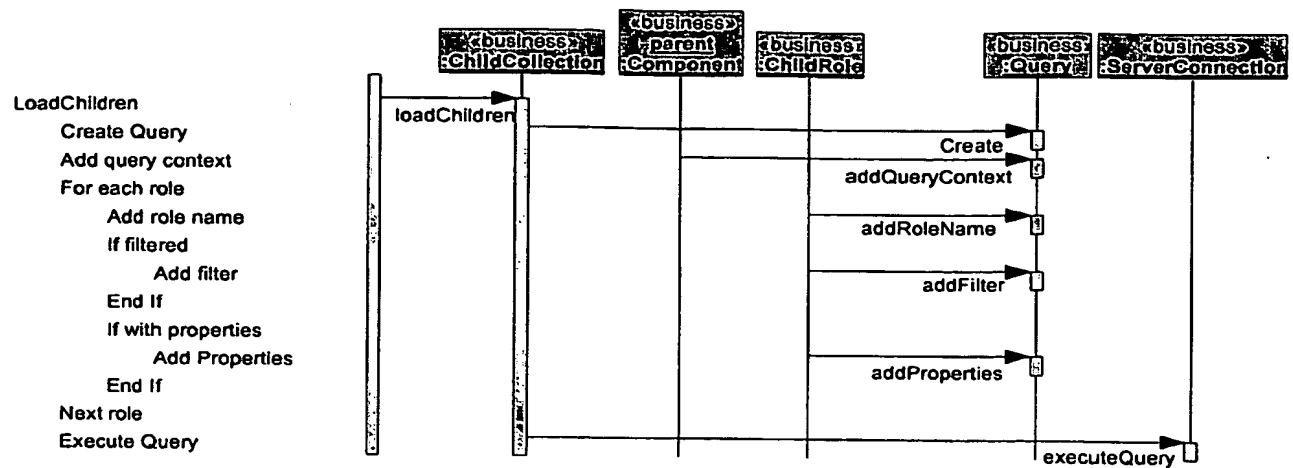 «business»
:ChildCollection
«business»
parent
:Component
«business»
:ChildRole
«business»
:Query
«business»
:ServerConnection
LoadChildren
Create Query
Add query context
For each role
Add role name
If filtered
Add filter
End If
If with properties
Add Properties
End If
Next role
Execute Query
loadChildren
Create
addQueryContext
addRoleName
addFilter
addProperties
executeQuery